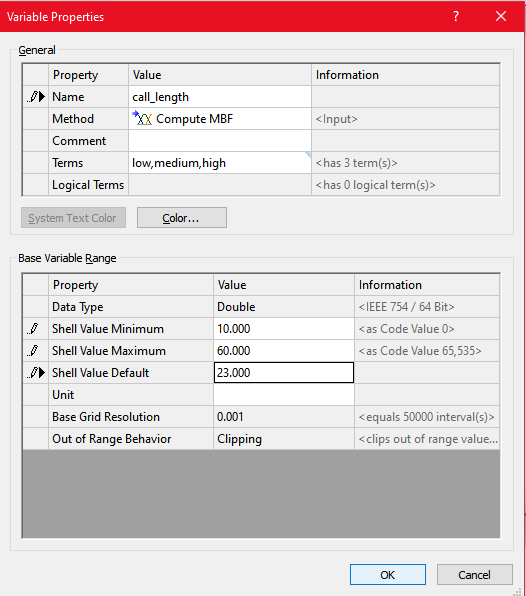 Variable Properties ?
General
Property Value Information
Name call_length
Method XX Compute MBF <Input>
Comment
Terms low,medium,high <has 3 term(s)>
Logical Terms <has 0 logical term(s)>
System Text Color Color...
Base Variable Range
Property Value Information
Data Type Double <IEEE 754 / 64 Bit>
Shell Value Minimum 10.000 <as Code Value 0>
Shell Value Maximum 60.000 <as Code Value 65,535>
Shell Value Default 23.000
Unit
Base Grid Resolution 0.001 <equals 50000 interval(s)>
Out of Range Behavior Clipping <clips out of range value...
OK Cancel